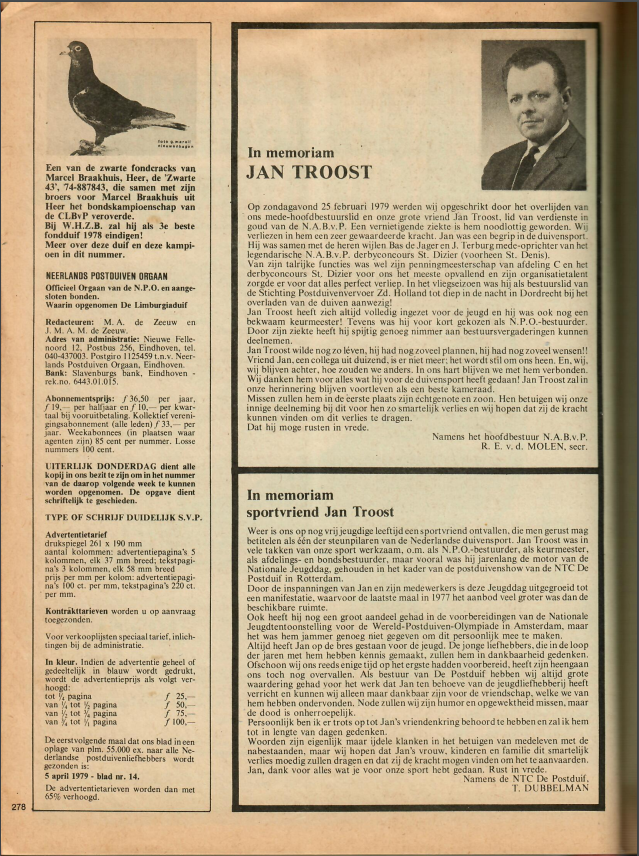 foto g marell
nieuwenhagen
Een van de zwarte fondcracks van
Marcel Braakhuis, Heer, de 'Zwarte
43', 74-887843, die samen met zijn
broers voor Marcel Braakhuis uit
Heer het bondskampioenschap van
de CLBvP veroverde.
Bij W.H.Z.B. zal hij als 3e beste
fondduif 1978 eindigen!
Meer over deze duif en deze kampi-
oen in dit nummer.
NEERLANDS POSTDUIVEN ORGAAN
Officieel Orgaan van de N.P.O. en aange-
sloten bonden.
Waarin opgenomen De Limburgiaduif
Redacteuren: M. A. de Zeeuw en
J. M. A. M. de Zeeuw.
Adres van administratie: Nieuwe Felle-
noord 12, Postbus 256, Eindhoven, tel.
040-437003. Postgiro 1125459 t.n.v. Neer-
lands Postduiven Orgaan, Eindhoven.
Bank: Slavenburgs bank, Eindhoven -
rek.no. 6443.01.015.
Abonnementsprijs: f 36,50 per jaar,
f 19,— per halfjaar en f 10,— per kwar-
taal bij vooruitbetaling. Kollektief vereni-
gingsabonnement (alle leden) f 33,— per
jaar. Weekabonnees (in plaatsen waar
agenten zijn) 85 cent per nummer. Losse
nummers 100 cent.
UITERLIJK DONDERDAG dient alle
kopij in ons bezit te zijn om in het nummer
van de daarop volgende week te kunnen
worden opgenomen. De opgave dient
schriftelijk te geschieden.
TYPE OF SCHRIJF DUIDELIJK S.V.P.
Advertentietarief
drukspiegel 261 x 190 mm
aantal kolommen: advertentiepagina's 5
kolommen, elk 37 mm breed; tekstpagi-
na's 3 kolommen, elk 58 mm breed
prijs per mm per kolom: advertentiepagi-
na's 100 ct. per mm, tekstpagina's 220 ct.
per mm.
Kontrakttarieven worden u op aanvraag
toegezonden.
Voor verkooplijsten speciaal tarief, inlich-
tingen bij de administratie.
In kleur. Indien de advertentie geheel of
gedeeltelijk in blauw wordt gedrukt,
wordt de advertentieprijs als volgt ver-
hoogd:
tot ¼ pagina f 25,—
van ¼ tot ½ pagina f 50,—
van ½ tot ¾ pagina f 75,—
van ¾ tot ⅟₁ pagina f 100,—
De eerstvolgende maal dat ons blad in een
oplage van plm. 55.000 ex. naar alle Ne-
derlandse postduivenliefhebbers wordt
gezonden is:
5 april 1979 - blad nr. 14.
De advertentietarieven worden dan met
65% verhoogd.
278
In memoriam
JAN TROOST
Op zondagavond 25 februari 1979 werden wij opgeschrikt door het overlijden van
ons mede-hoofdbestuurslid en onze grote vriend Jan Troost, lid van verdienste in
goud van de N.A.B.v.P. Een vernietigende ziekte is hem noodlottig geworden. Wij
verliezen in hem een zeer gewaardeerde kracht. Jan was een begrip in de duivensport.
Hij was samen met de heren wijlen Bas de Jager en J. Terburg mede-oprichter van het
legendarische N.A.B.v.P. derbyconcours St. Dizier (voorheen St. Denis).
Van zijn talrijke functies was wel zijn penningmeesterschap van afdeling C en het
derbyconcours St. Dizier voor ons het meeste opvallend en zijn organisatietalent
zorgde er voor dat alles perfect verliep. In het vliegseizoen was hij als bestuurslid van
de Stichting Postduivenvervoer Zd. Holland tot diep in de nacht in Dordrecht bij het
overladen van de duiven aanwezig!
Jan Troost heeft zich altijd volledig ingezet voor de jeugd en hij was ook nog een
bekwaam keurmeester! Tevens was hij voor kort gekozen als N.P.O.-bestuurder.
Door zijn ziekte heeft hij spijtig genoeg nimmer aan bestuursvergaderingen kunnen
deelnemen.
Jan Troost wilde nog zo leven, hij had nog zoveel plannen, hij had nog zoveel wensen!!
Vriend Jan, een collega uit duizend, is er niet meer; het wordt stil om ons heen. En, wij,
wij blijven achter, hoe zouden we anders. In ons hart blijven we met hem verbonden.
Wij danken hem voor alles wat hij voor de duivensport heeft gedaan! Jan Troost zal in
onze herinnering blijven voortleven als een beste kameraad.
Missen zullen hem in de eerste plaats zijn echtgenote en zoon. Hen betuigen wij onze
innige deelneming bij dit voor hen zo smartelijk verlies en wij hopen dat zij de kracht
kunnen vinden om dit verlies te dragen.
Dat hij moge rusten in vrede.
Namens het hoofdbestuur N.A.B.v.P.
R. E. v. d. MOLEN, secr.
In memoriam
sportvriend Jan Troost
Weer is ons op nog vrij jeugdige leeftijd een sportvriend ontvallen, die men gerust mag
betitelen als één der steunpilaren van de Nederlandse duivensport. Jan Troost was in
vele takken van onze sport werkzaam, o.m. als N.P.O.-bestuurder, als keurmeester,
als afdelings- en bondsbestuurder, maar vooral was hij jarenlang de motor van de
Nationale Jeugddag, gehouden in het kader van de postduivenshow van de NTC De
Postduif in Rotterdam.
Door de inspanningen van Jan en zijn medewerkers is deze Jeugddag uitgegroeid tot
een manifestatie, waarvoor de laatste maal in 1977 het aanbod veel groter was dan de
beschikbare ruimte.
Ook heeft hij nog een groot aandeel gehad in de voorbereidingen van de Nationale
Jeugdtentoonstelling voor de Wereld-Postduiven-Olympiade in Amsterdam, maar
het was hem jammer genoeg niet gegeven om dit persoonlijk mee te maken.
Altijd heeft Jan op de bres gestaan voor de jeugd. De jonge liefhebbers, die in de loop
der jaren met hem hebben kennis gemaakt, zullen hem in dankbaarheid gedenken.
Ofschoon wij ons reeds enige tijd op het ergste hadden voorbereid, heeft zijn heengaan
ons toch nog overvallen. Als bestuur van De Postduif hebben wij altijd grote
waardering gehad voor het werk dat Jan ten behoeve van de jeugdliefhebberij heeft
verricht en kunnen wij alleen maar dankbaar zijn voor de vriendschap, welke we van
hem hebben ondervonden. Node zullen wij zijn humor en opgewektheid missen, maar
de dood is onherroepelijk.
Persoonlijk ben ik er trots op tot Jan's vriendenkring behoord te hebben en zal ik hem
tot in lengte van dagen gedenken.
Woorden zijn eigenlijk maar ijdele klanken in het betuigen van medeleven met de
nabestaanden, maar wij hopen dat Jan's vrouw, kinderen en familie dit smartelijk
verlies moedig zullen dragen en dat zij de kracht mogen vinden om het te aanvaarden.
Jan, dank voor alles wat je voor onze sport hebt gedaan. Rust in vrede.
Namens de NTC De Postduif,
T. DUBBELMAN